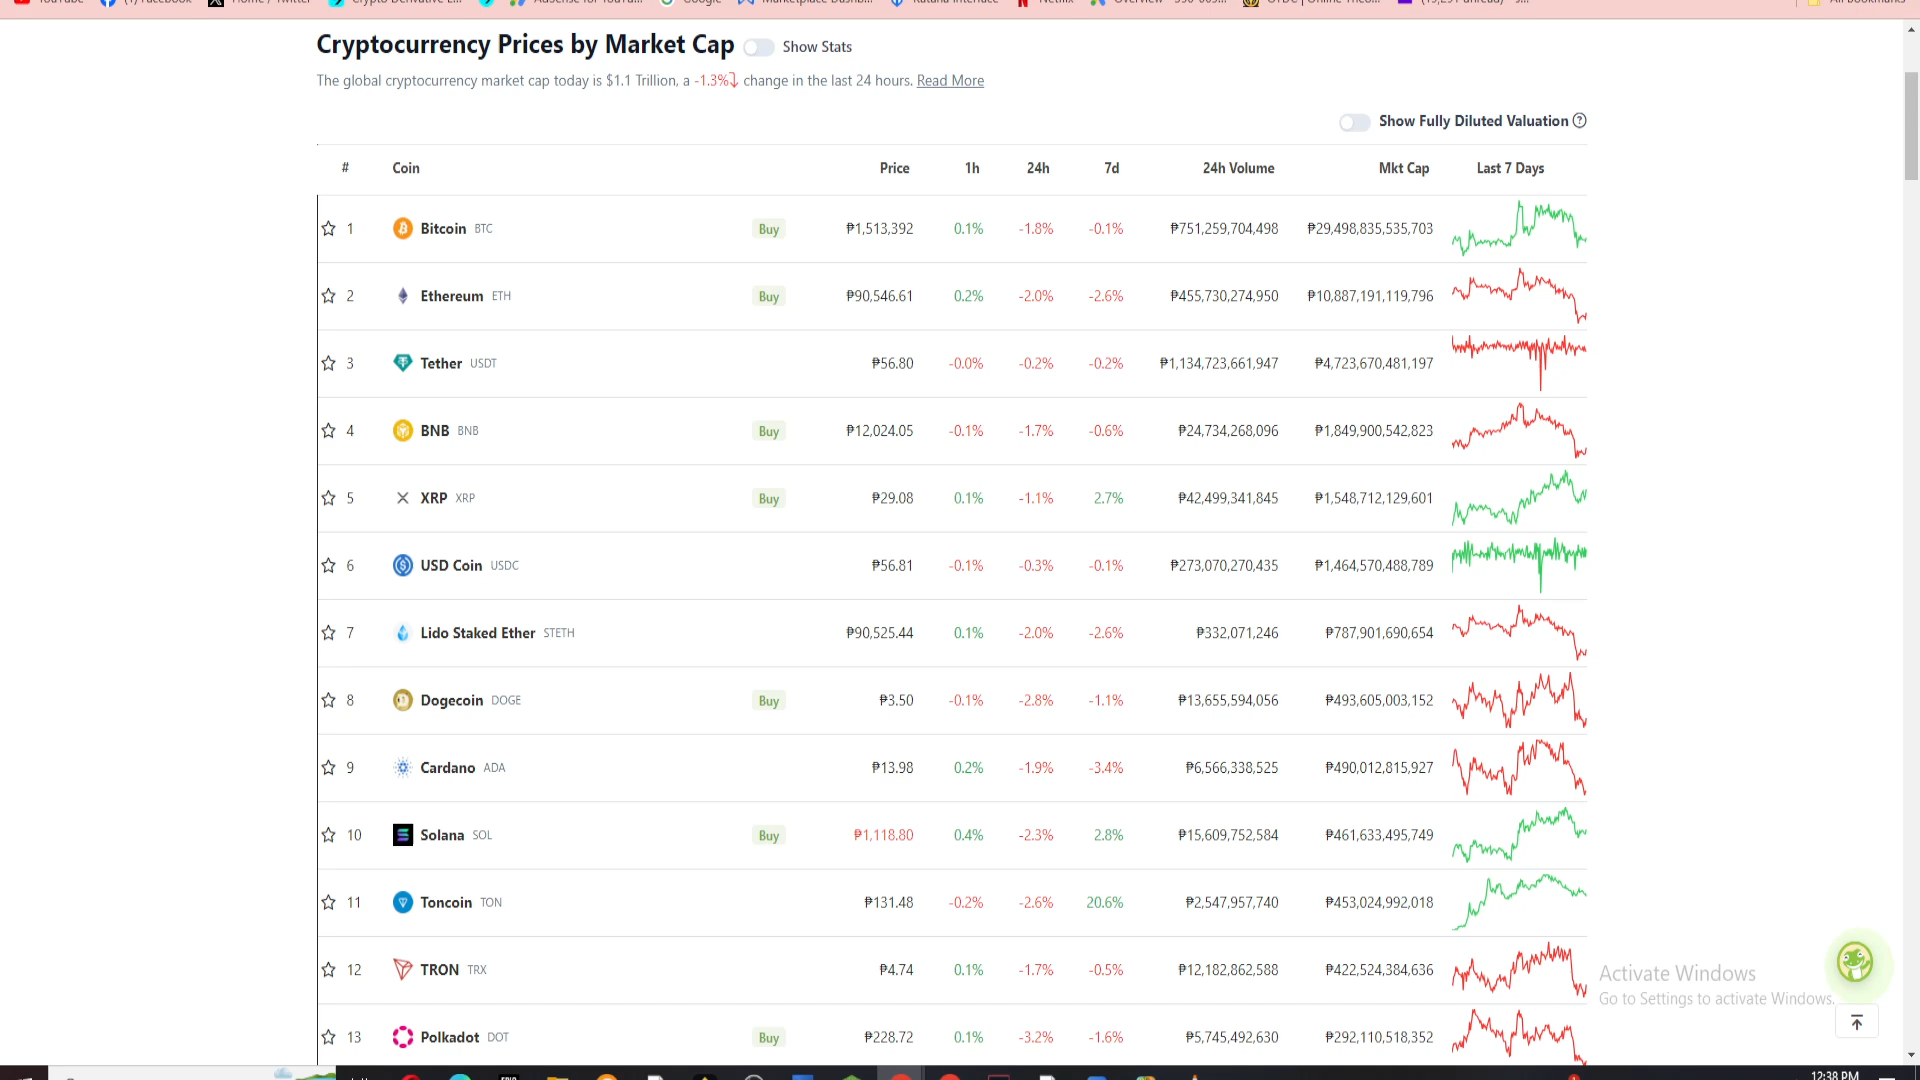 Cryptocurrency Prices by Market Cap Show Stats
The global cryptocurrency market cap today is $1.1 Trillion, a -1.3% change in the last 24 hours. Read More
Show Fully Diluted Valuation
# Coin Price 1h 24h 7d 24h Volume Mkt Cap Last 7 Days
1 Bitcoin BTC Buy ₱1,513,392 0.1% -1.8% -0.1% ₱751,259,704,498 ₱29,498,835,535,703
2 Ethereum ETH Buy ₱90,546.61 0.2% -2.0% -2.6% ₱455,730,274,950 ₱10,887,191,119,796
3 Tether USDT ₱56.80 -0.0% -0.2% -0.2% ₱1,134,723,661,947 ₱4,723,670,481,197
4 BNB BNB Buy ₱12,024.05 -0.1% -1.7% -0.6% ₱24,734,268,096 ₱1,849,900,542,823
5 XRP XRP Buy ₱29.08 0.1% -1.1% 2.7% ₱42,499,341,845 ₱1,548,712,129,601
6 USD Coin USDC ₱56.81 -0.1% -0.3% -0.1% ₱273,070,270,435 ₱1,464,570,488,789
7 Lido Staked Ether STETH ₱90,525.44 0.1% -2.0% -2.6% ₱332,071,246 ₱787,901,690,654
8 Dogecoin DOGE Buy ₱3.50 -0.1% -2.8% -1.1% ₱13,655,594,056 ₱493,605,003,152
9 Cardano ADA ₱13.98 0.2% -1.9% -3.4% ₱6,566,338,525 ₱490,012,815,927
10 Solana SOL Buy ₱1,118.80 0.4% -2.3% 2.8% ₱15,609,752,584 ₱461,633,495,749
11 Toncoin TON ₱131.48 -0.2% -2.6% 20.6% ₱2,547,957,740 ₱453,024,992,018
12 TRON TRX ₱4.74 0.1% -1.7% -0.5% ₱12,182,862,588 ₱422,524,384,636
Activate Windows
Go to Settings to activate Windows.
13 Polkadot DOT Buy ₱228.72 0.1% -3.2% -1.6% ₱5,745,492,630 ₱292,110,518,352
12:38 PM